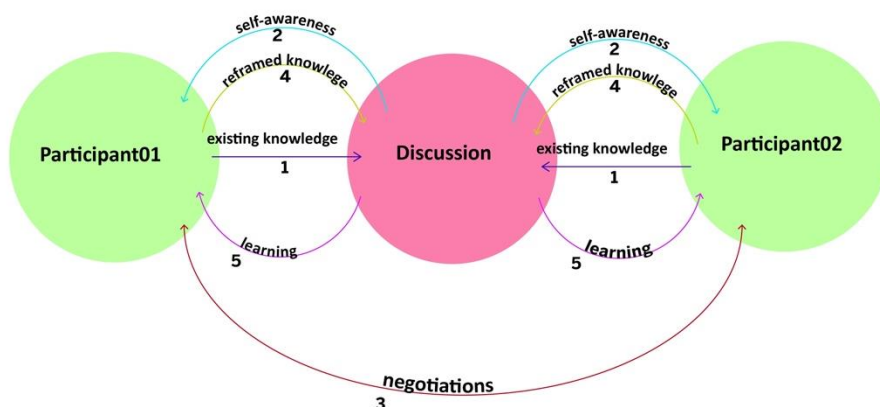 self-awareness
2
reframed knowlege
4
existing knowledge
1
Participant01
learning
5
Discussion
self-awareness
2
reframed knowlege
4
existing knowledge
1
Participant02
learning
5
negotiations
3